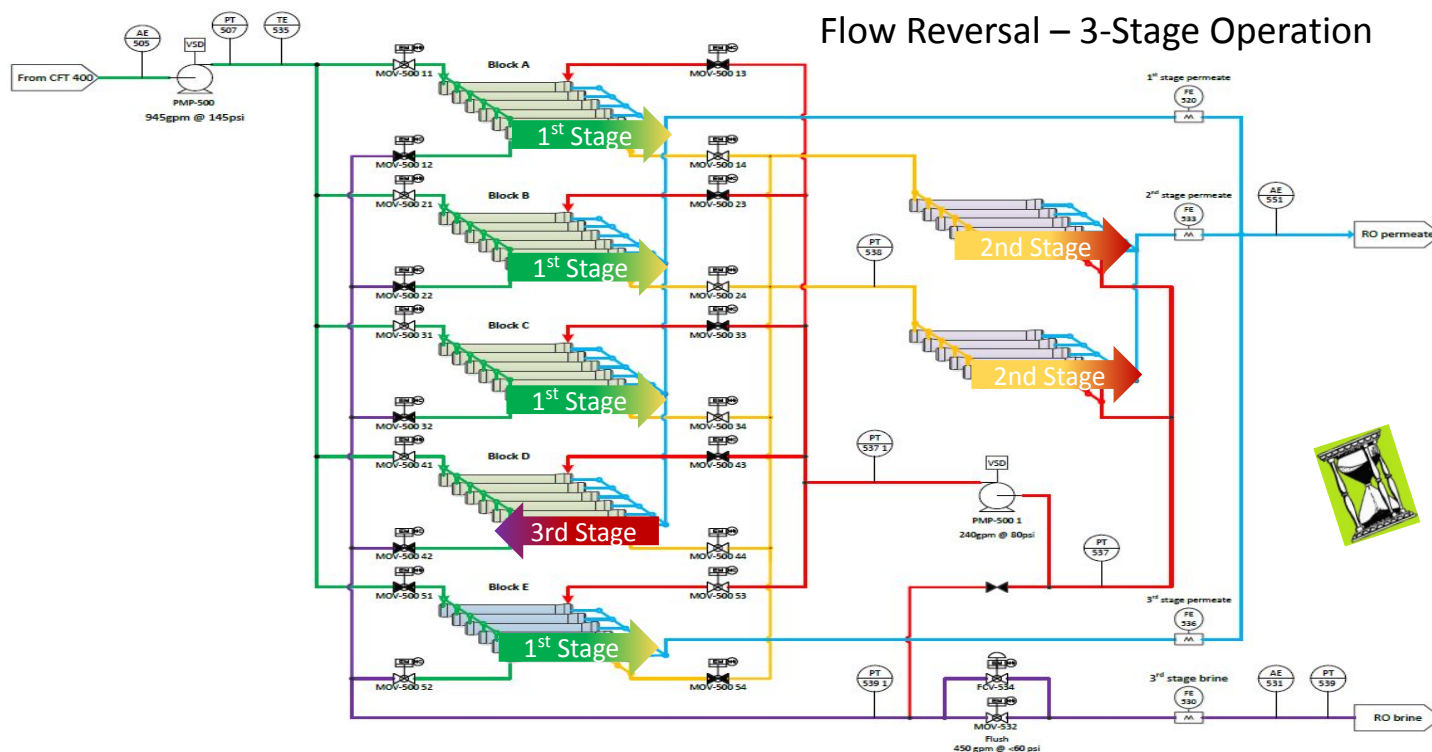 Flow Reversal – 3-Stage Operation
AE
505
PT
507
TE
535
VSD
From CFT 400
PMP-500
945gpm @ 145psi
MOV-500 11
Block A
MOV-500 13
1st stage permeate
FE
520
1st Stage
MOV-500 12
MOV-500 14
MOV-500 21
Block B
MOV-500 23
2nd stage permeate
FE
533
AE
551
RO permeate
1st Stage
2nd Stage
PT
538
MOV-500 22
MOV-500 24
MOV-500 31
Block C
MOV-500 33
1st Stage
2nd Stage
MOV-500 32
MOV-500 34
MOV-500 41
Block D
MOV-500 43
PT
537 1
VSD
PMP-500 1
240gpm @ 80psi
3rd Stage
PT
537
MOV-500 42
MOV-500 44
MOV-500 51
Block E
MOV-500 53
3rd stage permeate
FE
536
1st Stage
MOV-500 52
MOV-500 54
PT
539 1
FCV-534
MOV-532
Flush
450 gpm @ <60 psi
3rd stage brine
FE
530
AE
531
PT
539
RO brine